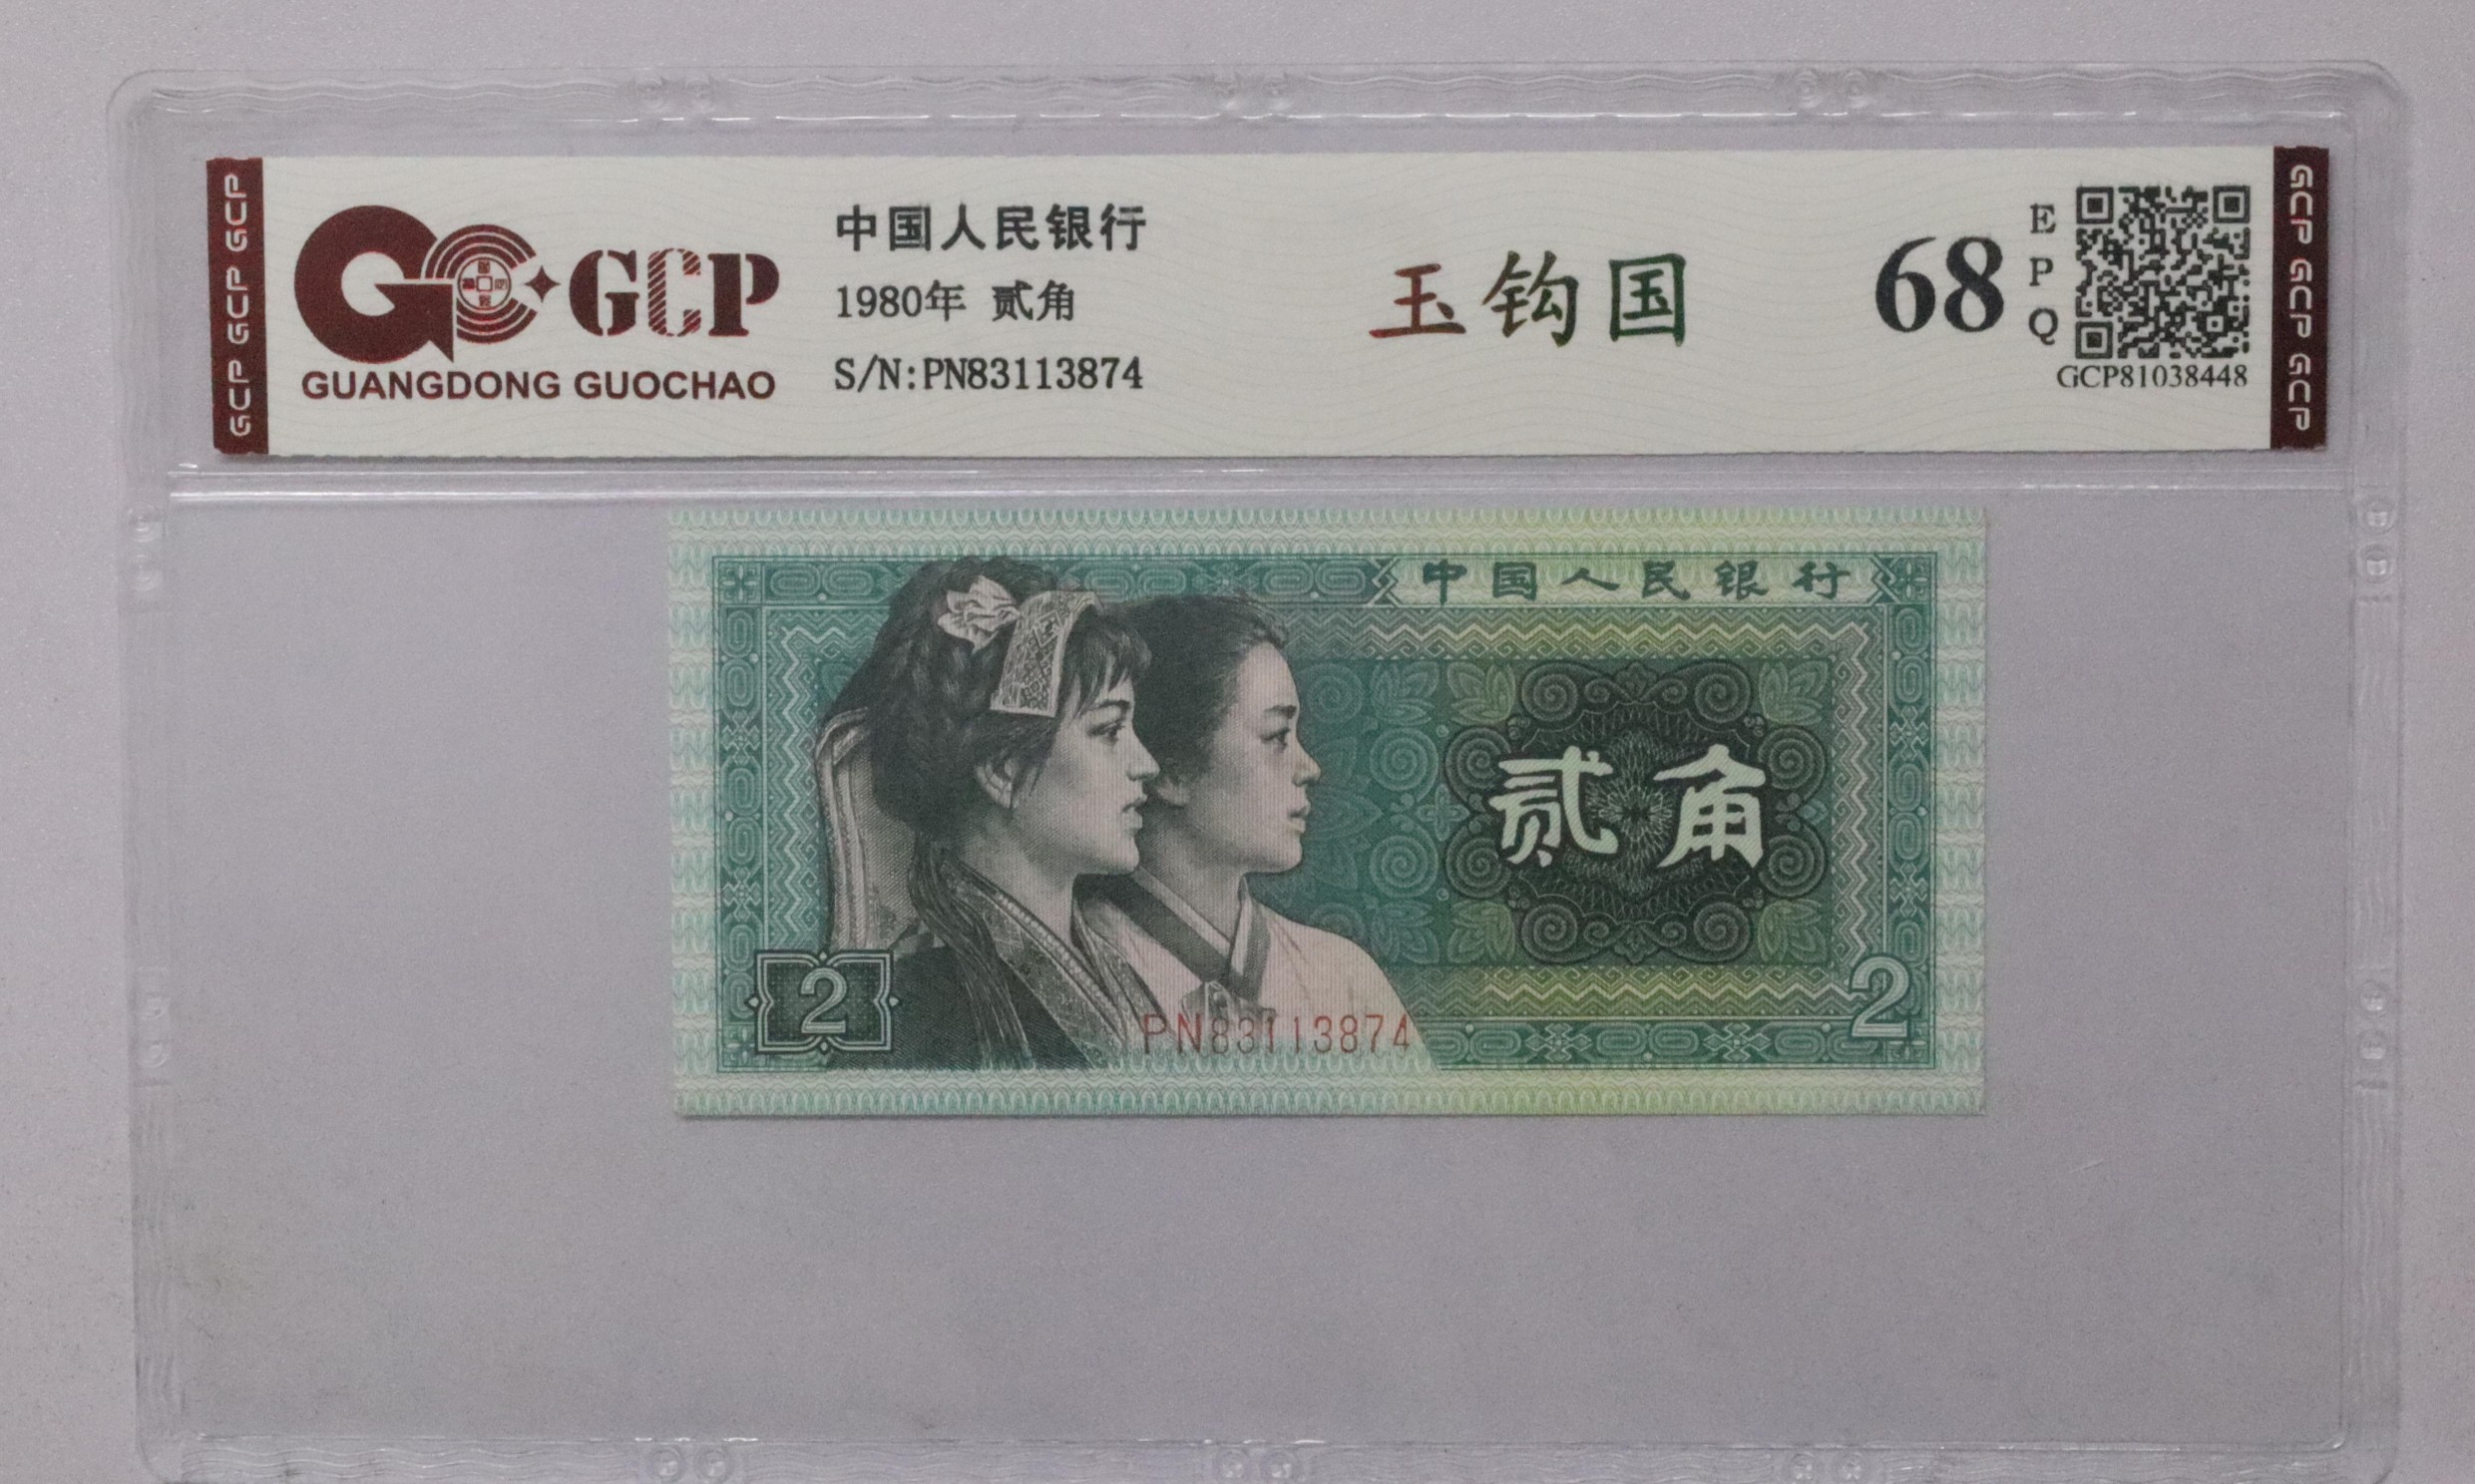 GCP GCP GCP
GCP
GUANGDONG GUOCHAO
中国人民银行
1980年 贰角
S/N:PN83113874
玉钩国
68
EPQ
GCP81038448
GCP GCP GCP
中国人民银行
贰角
2
PN83113874
2